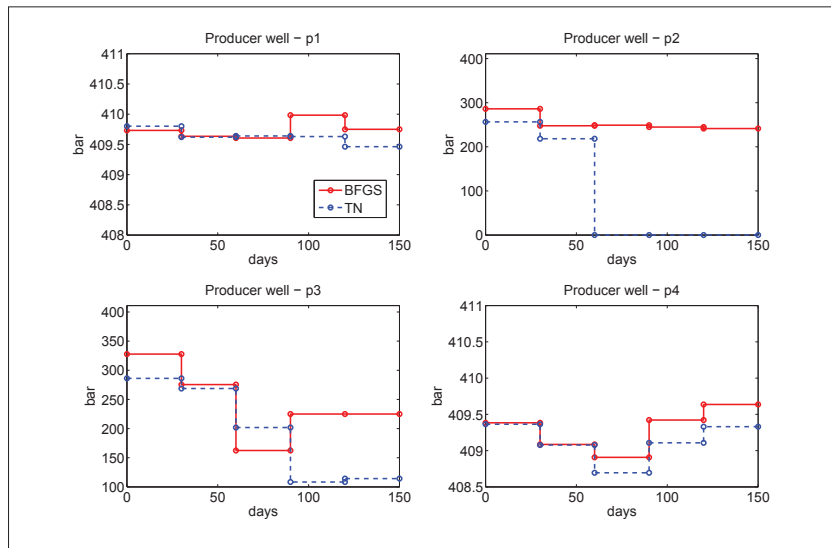 Producer well − p1
411
410.5
410
409.5
409
408.5
408
bar
0
50
100
150
days
BFGS
TN
Producer well − p2
400
300
200
100
0
bar
0
50
100
150
days
Producer well − p3
400
350
300
250
200
150
100
bar
0
50
100
150
days
Producer well − p4
411
410.5
410
409.5
409
408.5
bar
0
50
100
150
days